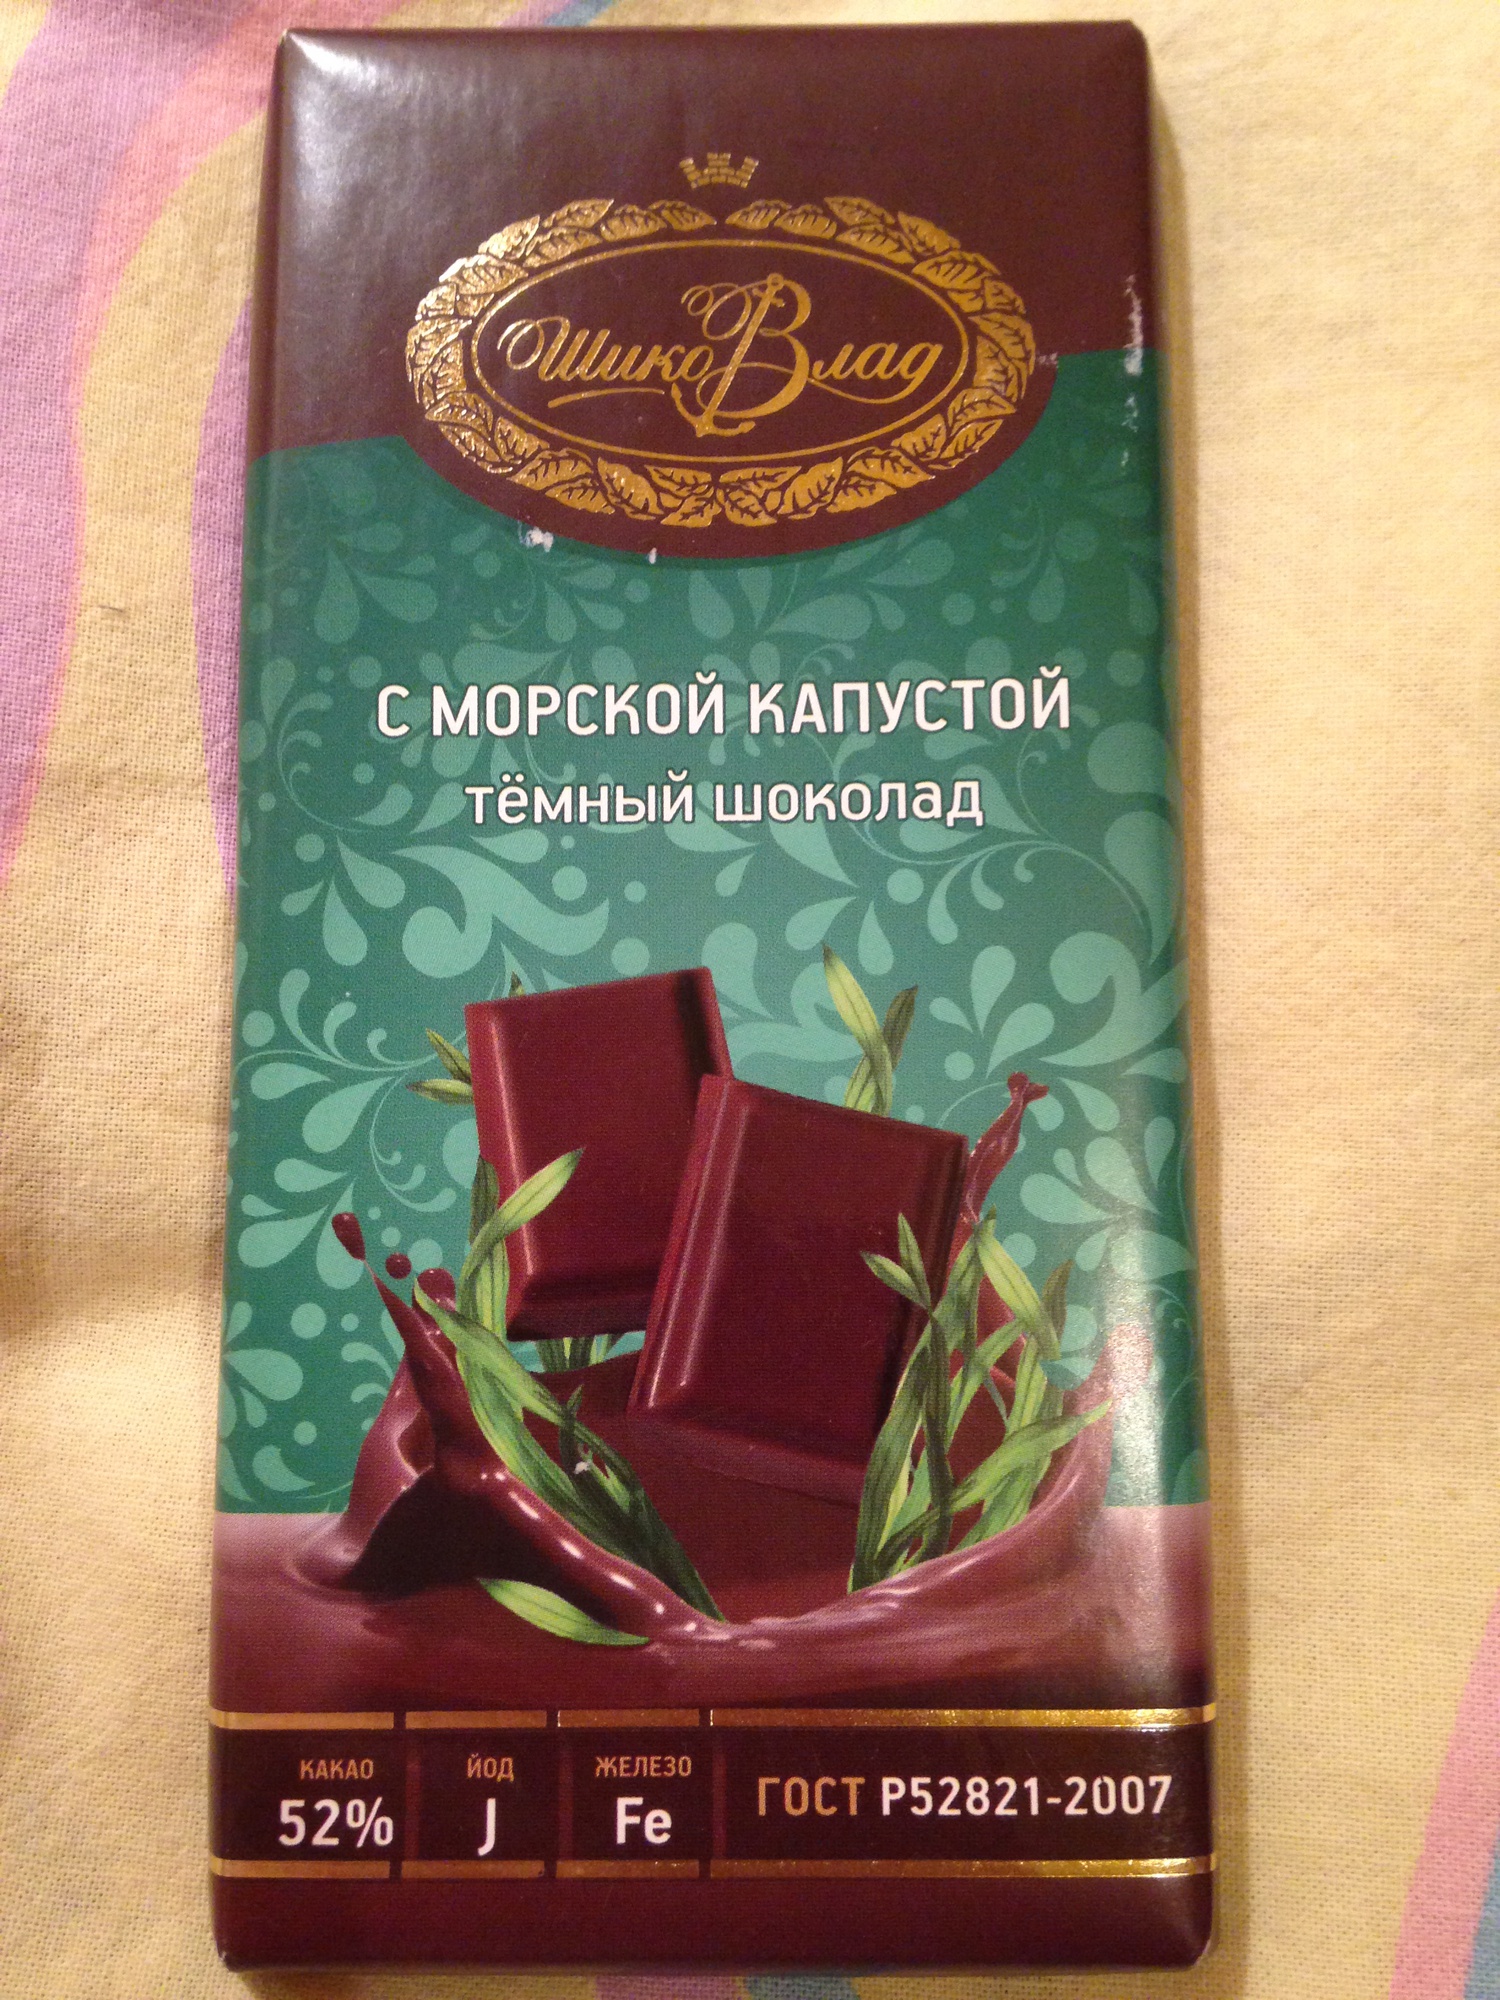 ШикоВлад
С МОРСКОЙ КАПУСТОЙ
тёмный шоколад
КАКАО
52%
ЙОД
J
ЖЕЛЕЗО
Fe
ГОСТ Р52821-2007